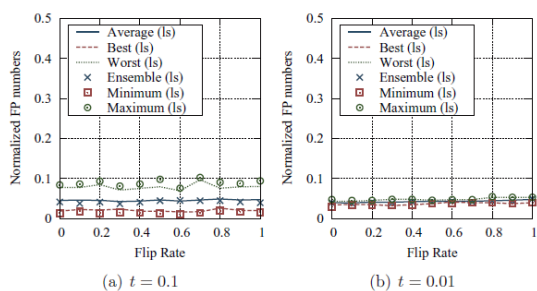 0.5
0.4
0.3
0.2
0.1
0
Normalized FP numbers
Average (ls)
Best (ls)
Worst (ls)
Ensemble (ls)
Minimum (ls)
Maximum (ls)
0 0.2 0.4 0.6 0.8 1
Flip Rate
(a) t = 0.1
0.5
0.4
0.3
0.2
0.1
0
Normalized FP numbers
Average (ls)
Best (ls)
Worst (ls)
Ensemble (ls)
Minimum (ls)
Maximum (ls)
0 0.2 0.4 0.6 0.8 1
Flip Rate
(b) t = 0.01